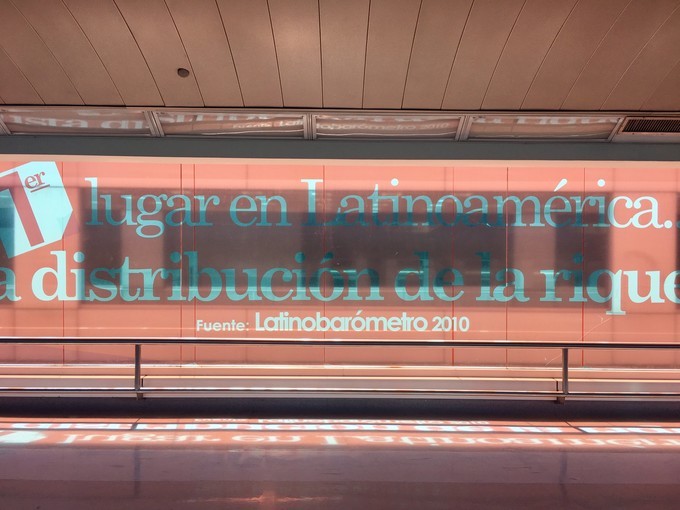 1er lugar en Latinoamérica...
a distribución de la rique
Fuente: Latinobarómetro 2010